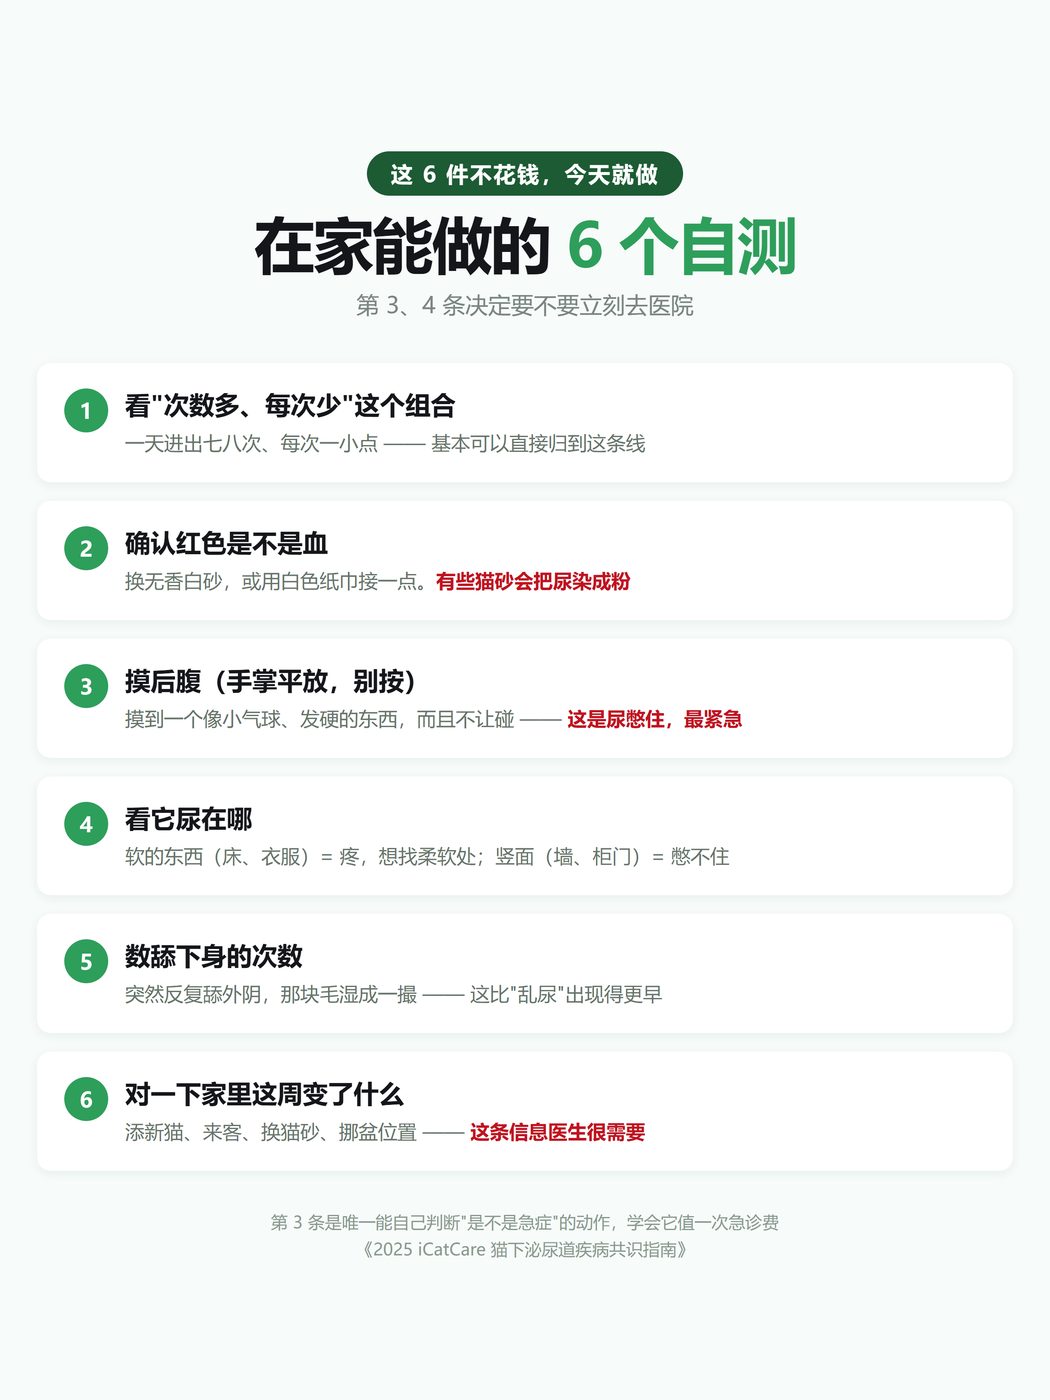 这 6 件不花钱，今天就做
在家能做的 6 个自测
第 3、4 条决定要不要立刻去医院
1
看"次数多、每次少"这个组合
一天进出七八次、每次一小点 —— 基本可以直接归到这条线
2
确认红色是不是血
换无香白砂，或用白色纸巾接一点。有些猫砂会把尿染成粉
3
摸后腹（手掌平放，别按）
摸到一个像小气球、发硬的东西，而且不让碰 —— 这是尿憋住，最紧急
4
看它尿在哪
软的东西（床、衣服）= 疼，想找柔软处；竖面（墙、柜门）= 憋不住
5
数舔下身的次数
突然反复舔外阴，那块毛湿成一撮 —— 这比"乱尿"出现得更早
6
对一下家里这周变了什么
添新猫、来客、换猫砂、挪盆位置 —— 这条信息医生很需要
第 3 条是唯一能自己判断"是不是急症"的动作，学会它值一次急诊费
《2025 iCatCare 猫下泌尿道疾病共识指南》